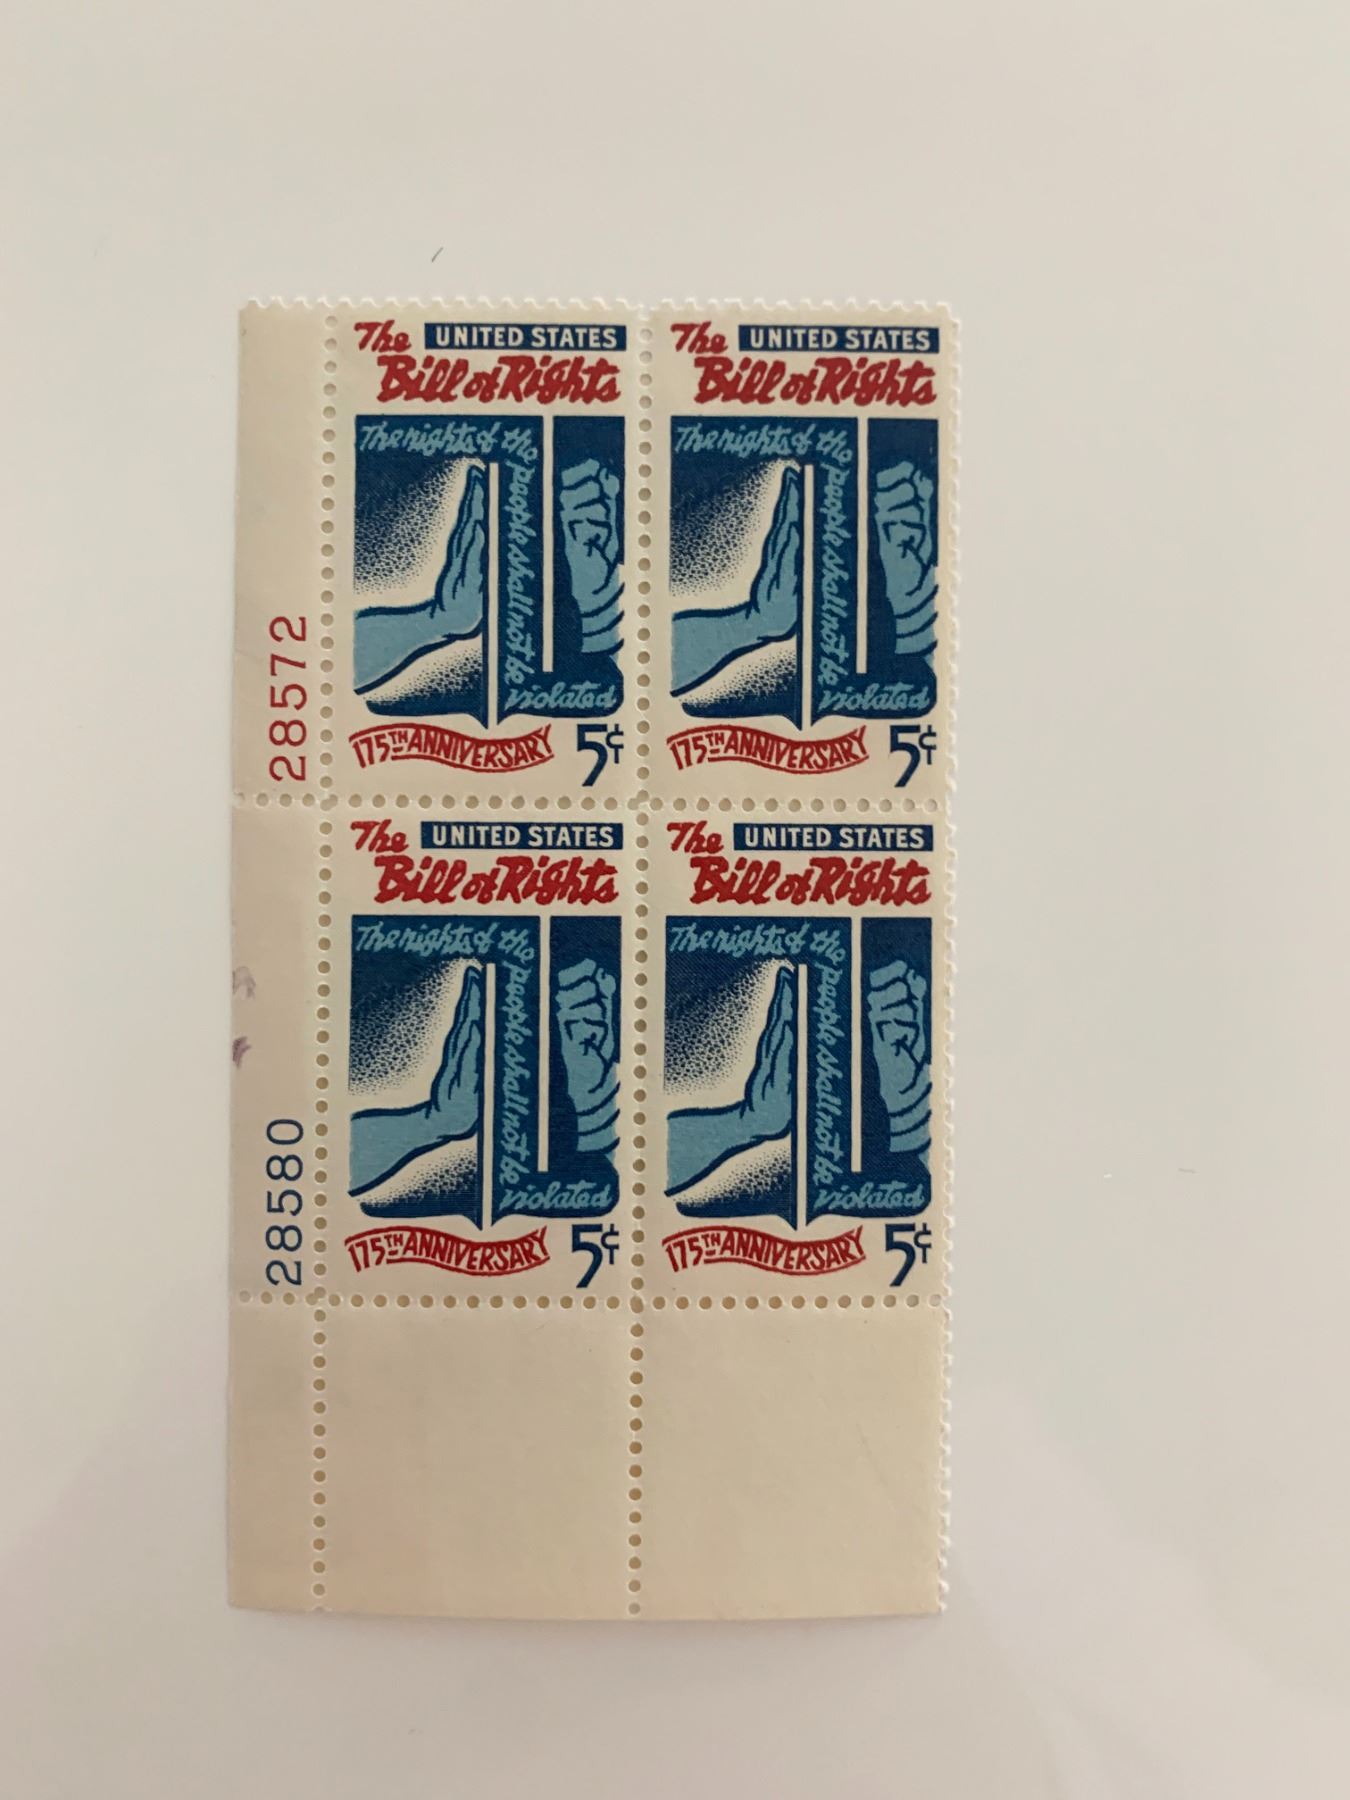 The UNITED STATES
Bill of Rights
The rights of the people shall not be violated
175TH ANNIVERSARY 5¢
The UNITED STATES
Bill of Rights
The rights of the people shall not be violated
175TH ANNIVERSARY 5¢
28572
The UNITED STATES
Bill of Rights
The rights of the people shall not be violated
175TH ANNIVERSARY 5¢
The UNITED STATES
Bill of Rights
The rights of the people shall not be violated
175TH ANNIVERSARY 5¢
28580